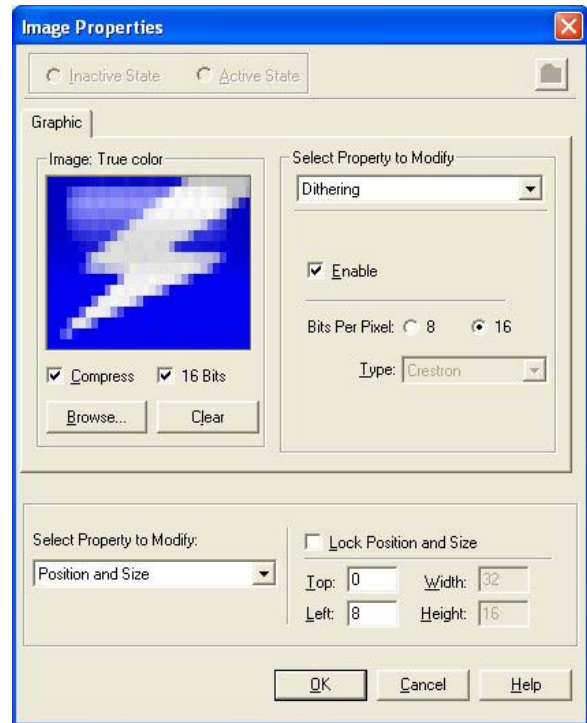 Image Properties
Inactive State Active State
Graphic
Image: True color
Compress 16 Bits
Browse... Clear
Select Property to Modify
Dithering
Enable
Bits Per Pixel: 8 16
Type: Crestron
Select Property to Modify:
Position and Size
Lock Position and Size
Top: 0 Width: 32
Left: 8 Height: 16
OK Cancel Help